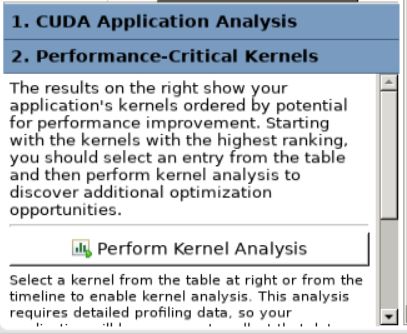 1. CUDA Application Analysis
2. Performance-Critical Kernels
The results on the right show your
application's kernels ordered by potential
for performance improvement. Starting
with the kernels with the highest ranking,
you should select an entry from the table
and then perform kernel analysis to
discover additional optimization
opportunities.
Perform Kernel Analysis
Select a kernel from the table at right or from the
timeline to enable kernel analysis. This analysis
requires detailed profiling data, so your